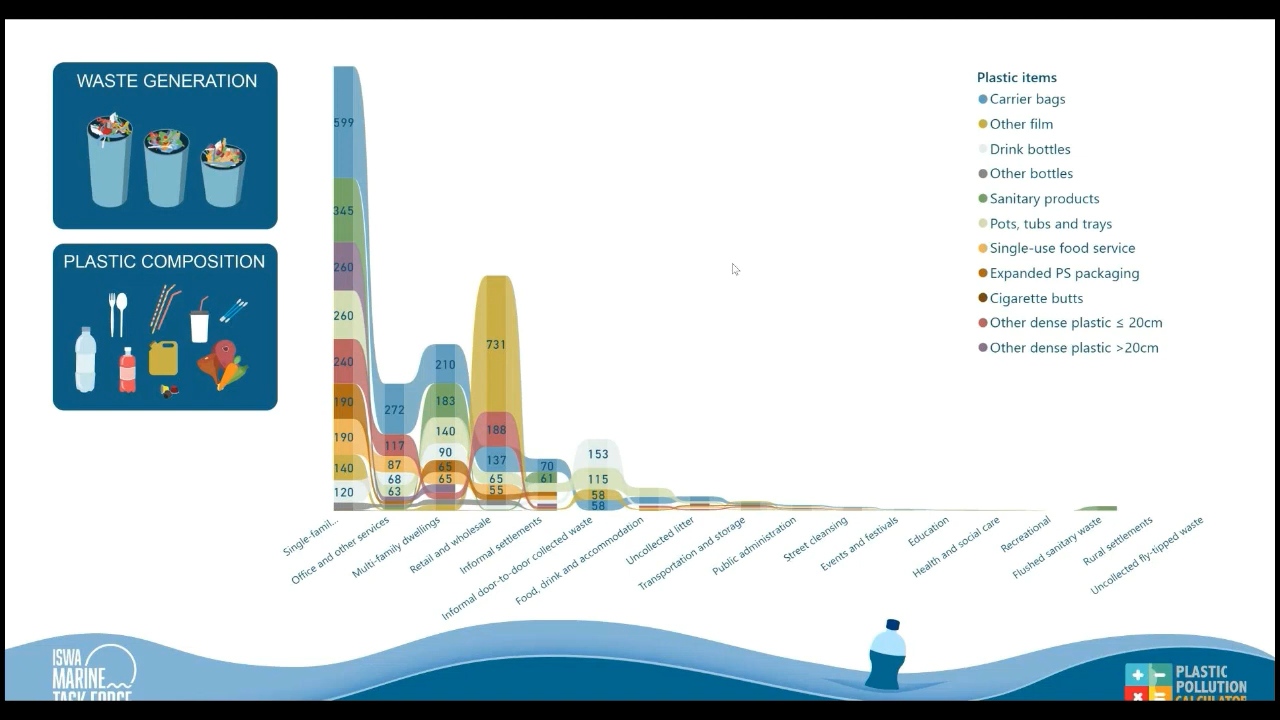 WASTE GENERATION
PLASTIC COMPOSITION
599
345
260
260
240
190
190
140
120
272
117
87
68
63
210
183
140
90
65
65
731
188
137
65
55
70
61
153
115
58
58
Single-famil...
Office and other services
Multi-family dwellings
Retail and wholesale
Informal settlements
Informal door-to-door collected waste
Food, drink and accommodation
Uncollected litter
Transportation and storage
Public administration
Street cleansing
Events and festivals
Education
Health and social care
Recreational
Flushed sanitary waste
Rural settlements
Uncollected fly-tipped waste
Plastic items
Carrier bags
Other film
Drink bottles
Other bottles
Sanitary products
Pots, tubs and trays
Single-use food service
Expanded PS packaging
Cigarette butts
Other dense plastic ≤ 20cm
Other dense plastic >20cm
ISWA
MARINE
TASK FORCE
PLASTIC
POLLUTION
CALCULATOR